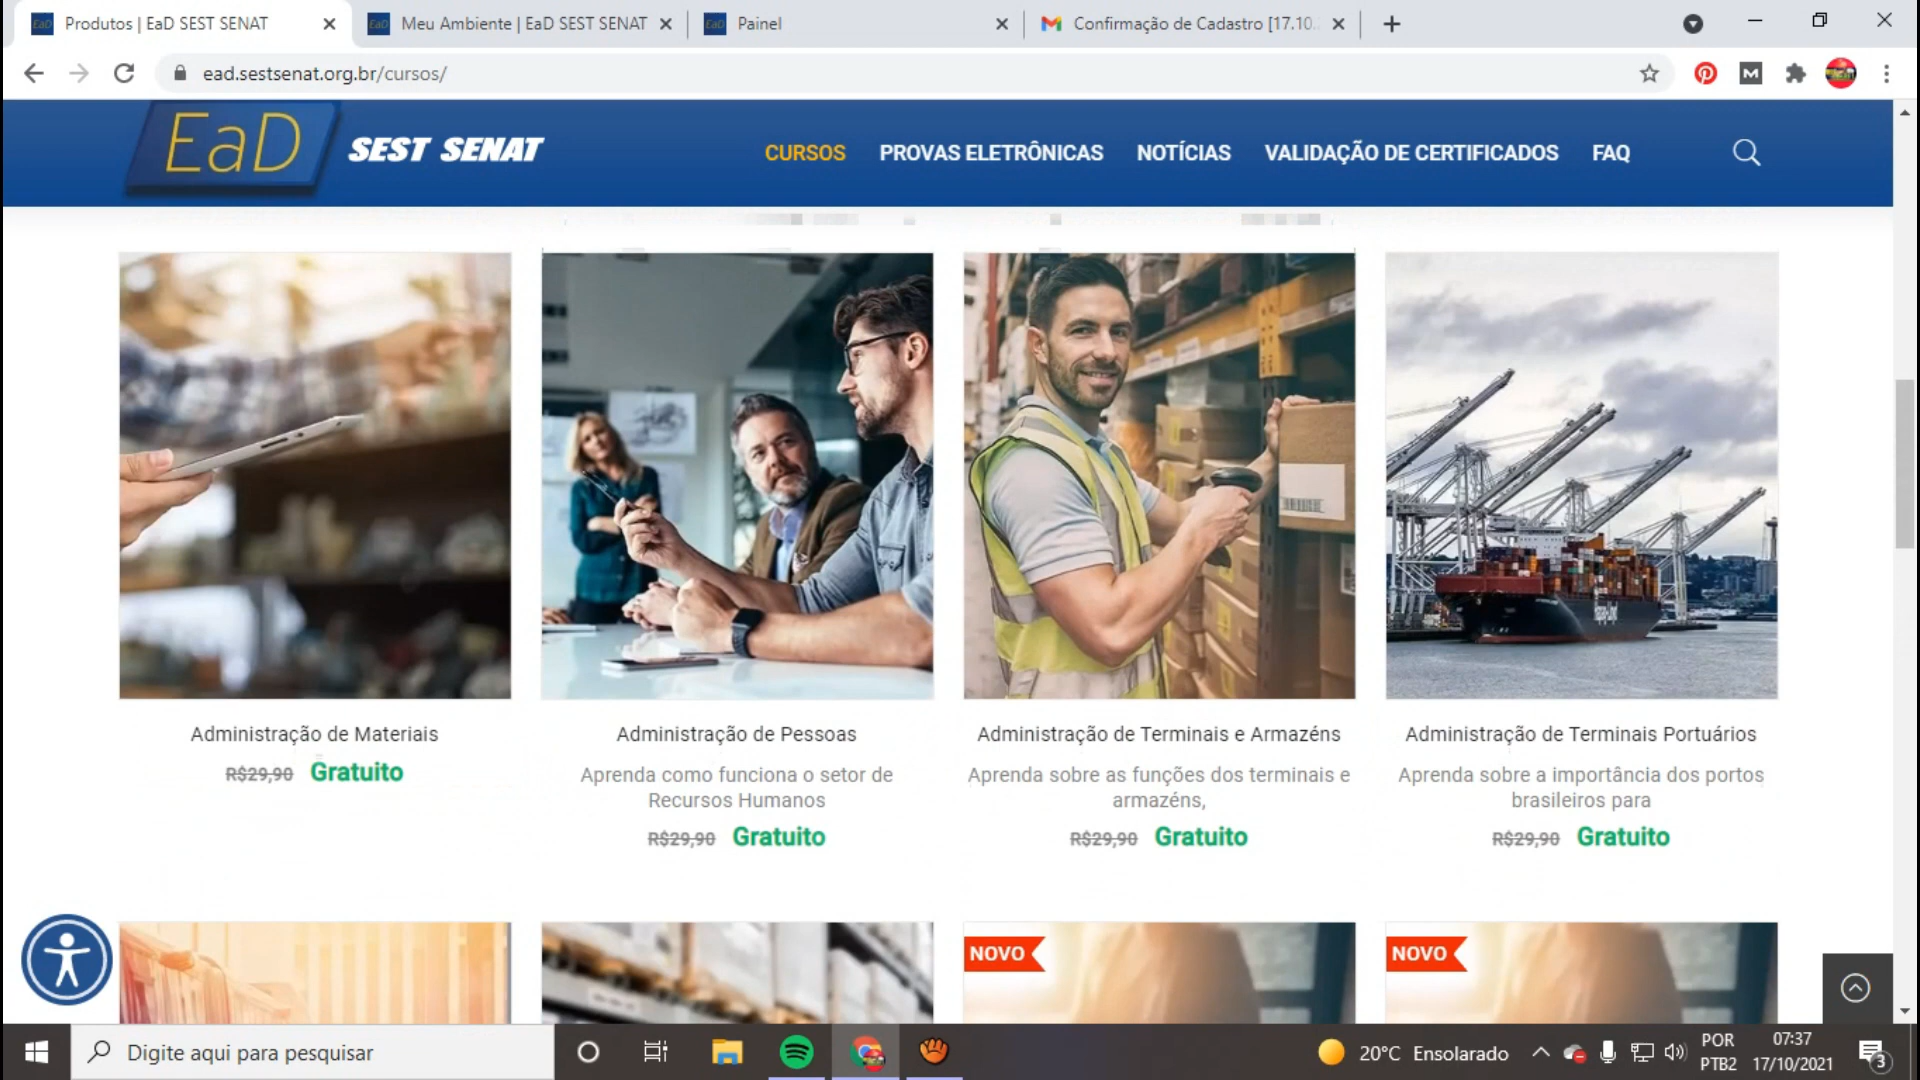 Produtos | EaD SEST SENAT
Meu Ambiente | EaD SEST SENAT
Painel
Confirmação de Cadastro [17.10.
ead.sestsenat.org.br/cursos/
EaD SEST SENAT
CURSOS
PROVAS ELETRÔNICAS
NOTÍCIAS
VALIDAÇÃO DE CERTIFICADOS
FAQ
Administração de Materiais
R$29,90 Gratuito
Administração de Pessoas
Aprenda como funciona o setor de
Recursos Humanos
R$29,90 Gratuito
Administração de Terminais e Armazéns
Aprenda sobre as funções dos terminais e
armazéns,
R$29,90 Gratuito
Administração de Terminais Portuários
Aprenda sobre a importância dos portos
brasileiros para
R$29,90 Gratuito
NOVO
NOVO
Digite aqui para pesquisar
20°C Ensolarado
POR
PTB2
07:37
17/10/2021
3